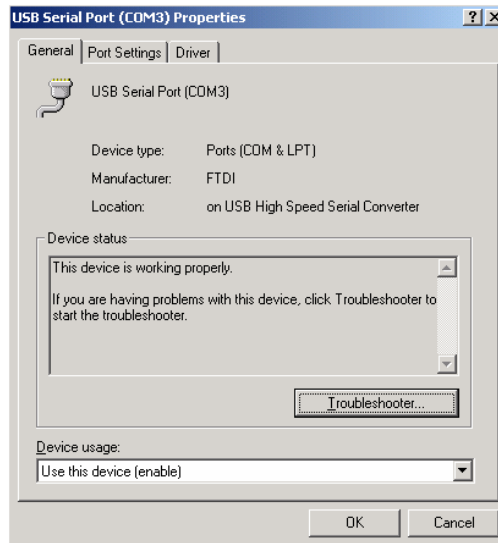 USB Serial Port (COM3) Properties
General Port Settings Driver
USB Serial Port (COM3)
Device type: Ports (COM & LPT)
Manufacturer: FTDI
Location: on USB High Speed Serial Converter
Device status
This device is working properly.
If you are having problems with this device, click Troubleshooter to
start the troubleshooter.
Troubleshooter...
Device usage:
Use this device (enable)
OK Cancel